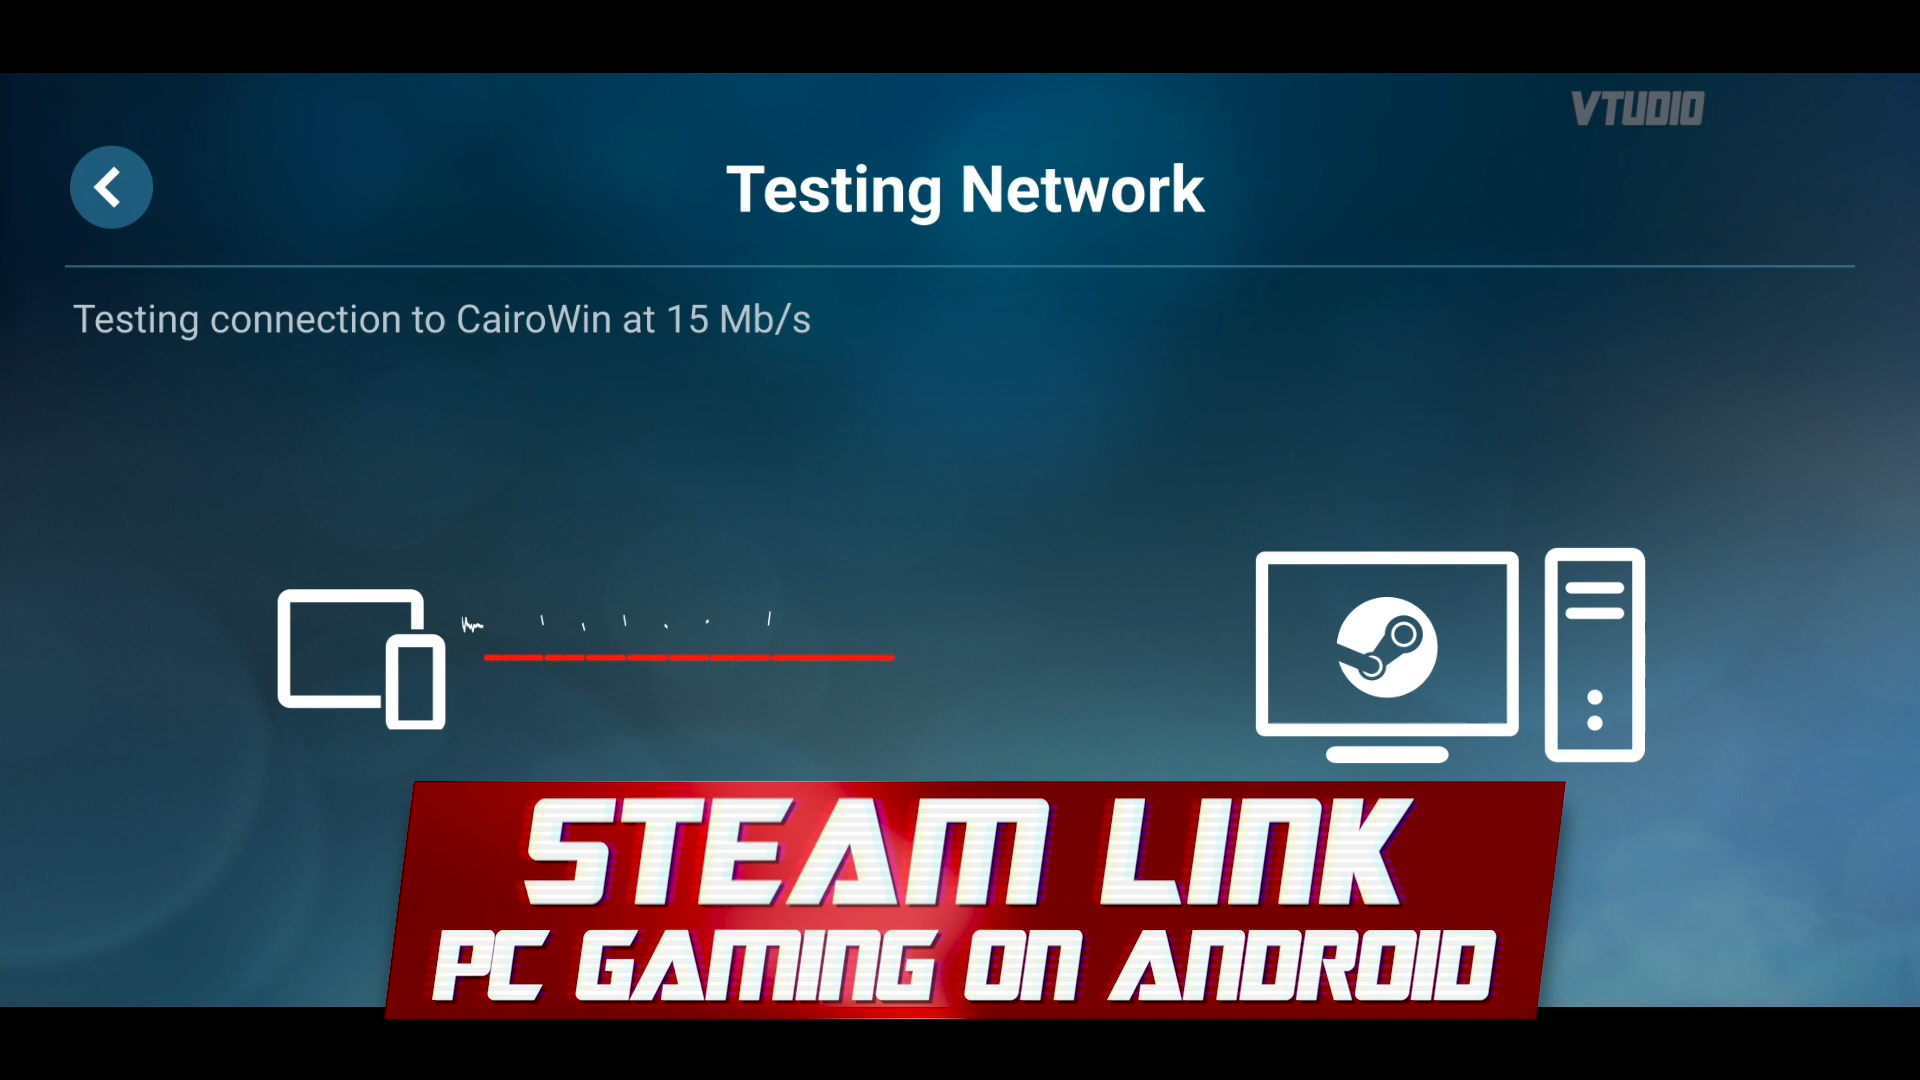 VTUDIO
Testing Network
Testing connection to CairoWin at 15 Mb/s
STEAM LINK
PC GAMING ON ANDROID